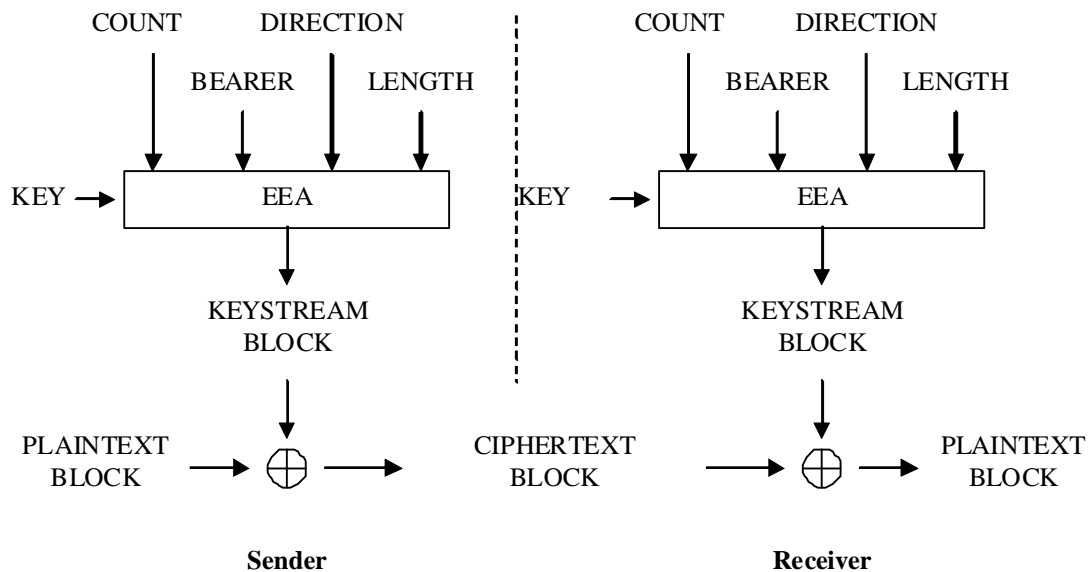 COUNT DIRECTION COUNT DIRECTION
BEARER LENGTH BEARER LENGTH
KEY EEA KEY EEA
KEYSTREAM BLOCK KEYSTREAM BLOCK
PLAINTEXT BLOCK CIPHERTEXT BLOCK PLAINTEXT BLOCK
Sender Receiver